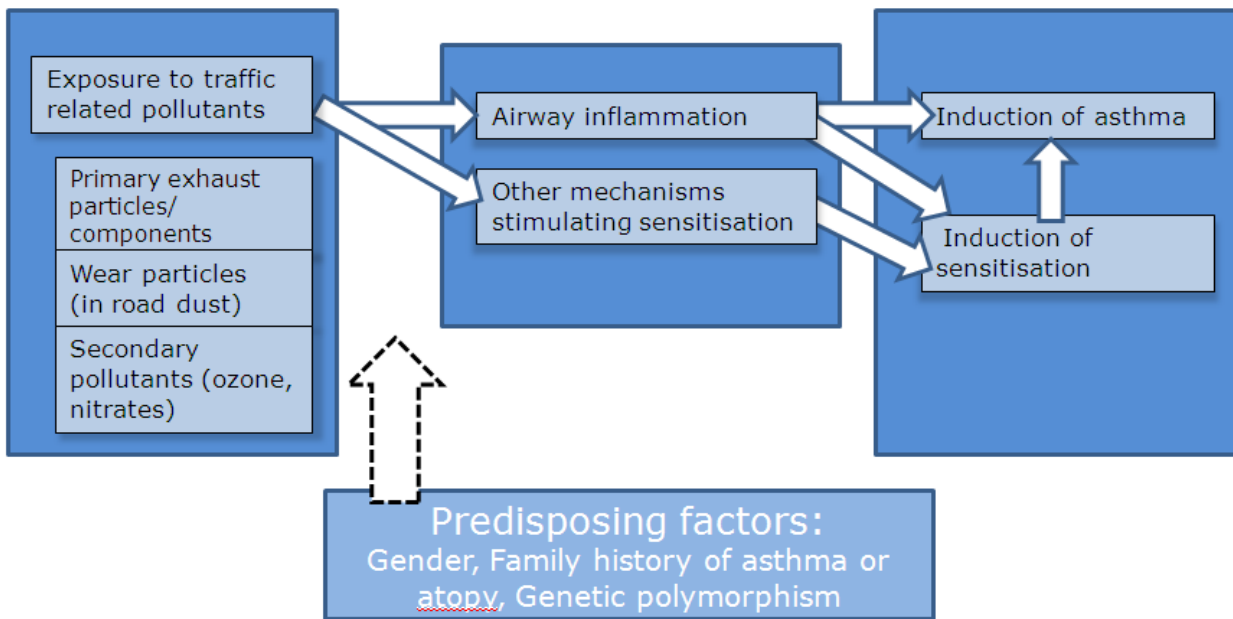 Exposure to traffic
related pollutants
Primary exhaust
particles/
components
Wear particles
(in road dust)
Secondary
pollutants (ozone,
nitrates)
Airway inflammation
Other mechanisms
stimulating sensitisation
Induction of asthma
Induction of
sensitisation
Predisposing factors:
Gender, Family history of asthma or
atopy, Genetic polymorphism